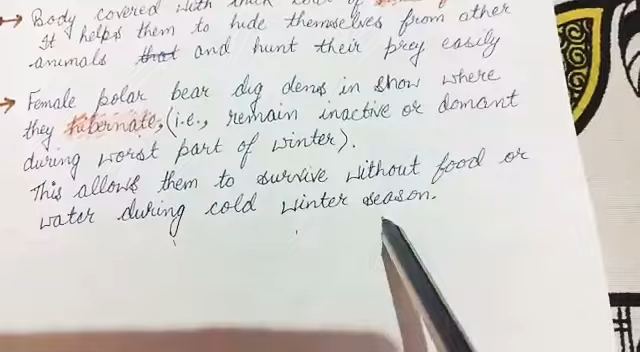 → Body covered with thick
It helps them to hide themselves from other
animals that and hunt their prey easily
→ Female polar bear dig dens in snow where
they hibernate, (i.e., remain inactive or domant
during worst part of winter).
This allows them to survive without food or
water during cold winter season.